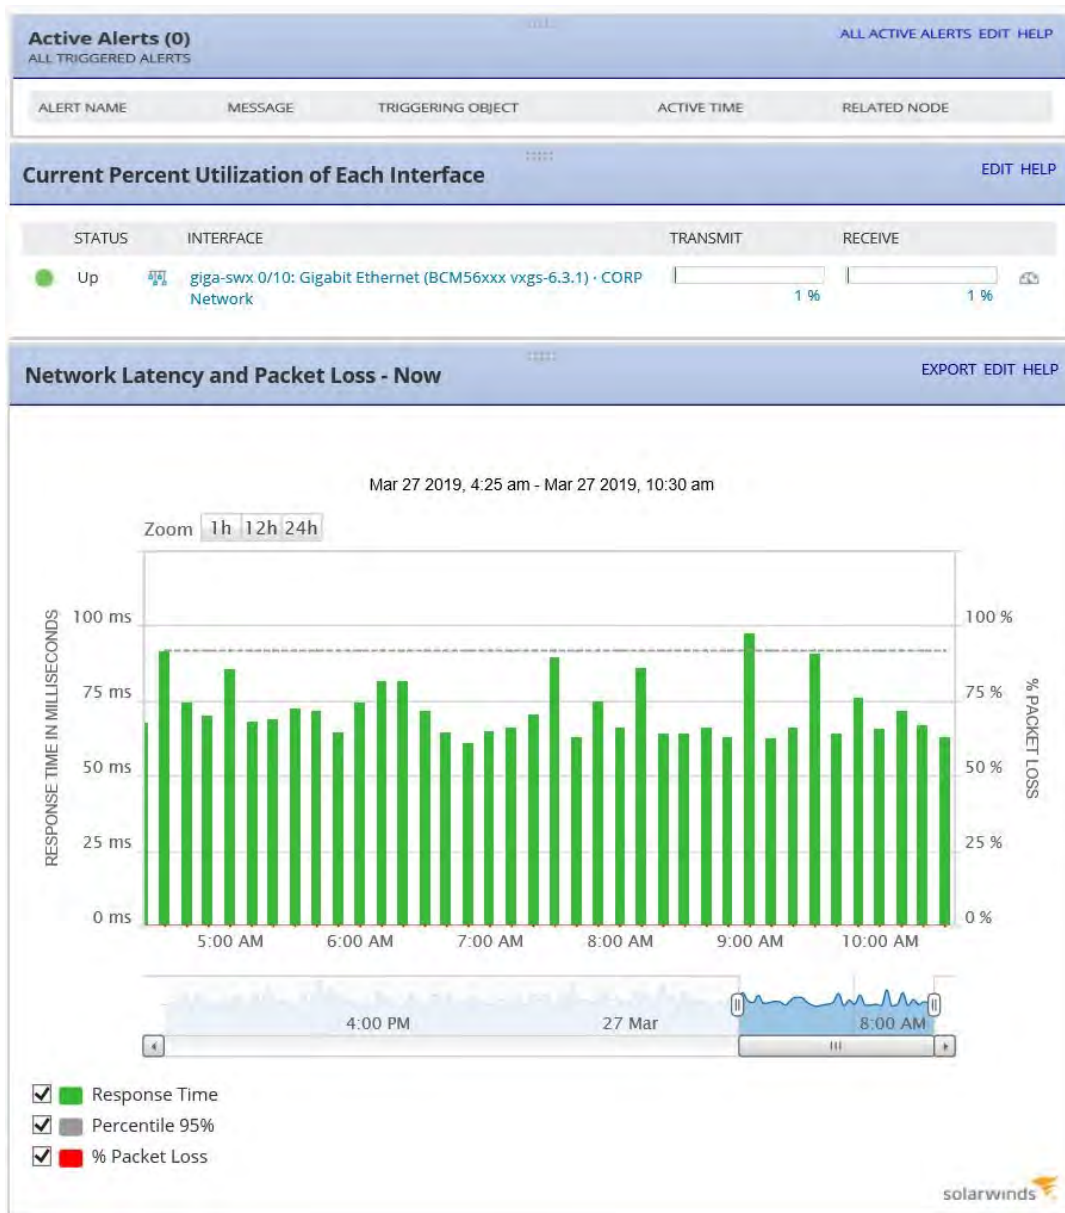 Active Alerts (0)
ALL ACTIVE ALERTS EDIT HELP
ALL TRIGGERED ALERTS
ALERT NAME MESSAGE TRIGGERING OBJECT ACTIVE TIME RELATED NODE
Current Percent Utilization of Each Interface
EDIT HELP
STATUS INTERFACE TRANSMIT RECEIVE
Up giga-swx 0/10: Gigabit Ethernet (BCM56xxx vxgs-6.3.1) · CORP
Network
1 % 1 %
Network Latency and Packet Loss - Now
EXPORT EDIT HELP
Mar 27 2019, 4:25 am - Mar 27 2019, 10:30 am
Zoom 1h 12h 24h
RESPONSE TIME IN MILLISECONDS
100 ms
75 ms
50 ms
25 ms
0 ms
100 %
75 %
50 %
25 %
0 %
% PACKET LOSS
5:00 AM 6:00 AM 7:00 AM 8:00 AM 9:00 AM 10:00 AM
4:00 PM 27 Mar 8:00 AM
Response Time
Percentile 95%
% Packet Loss
solarwinds